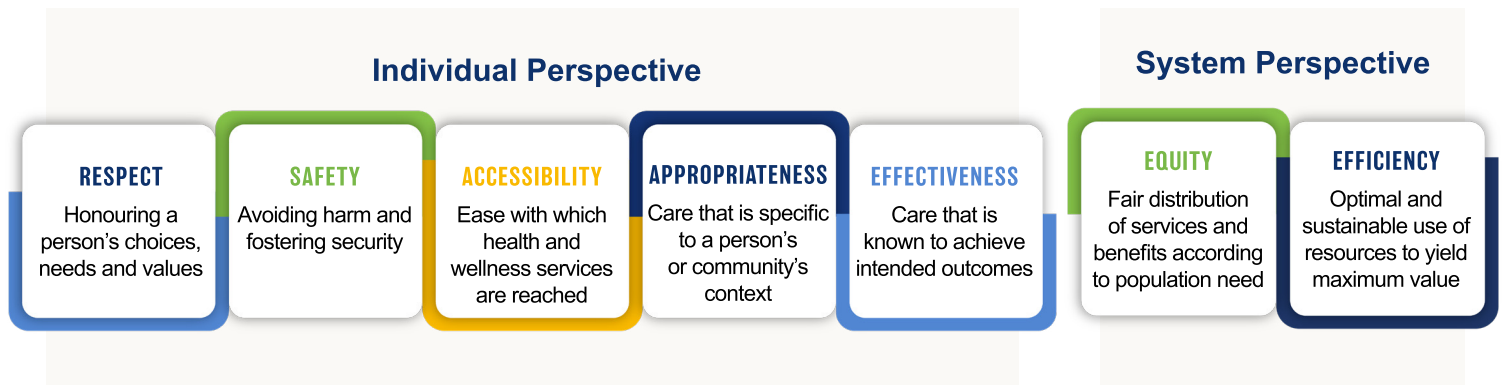 Individual Perspective
RESPECT
Honouring a
person's choices,
needs and values
SAFETY
Avoiding harm and
fostering security
ACCESSIBILITY
Ease with which
health and
wellness services
are reached
APPROPRIATENESS
Care that is specific
to a person's
or community's
context
EFFECTIVENESS
Care that is
known to achieve
intended outcomes
System Perspective
EQUITY
Fair distribution
of services and
benefits according
to population need
EFFICIENCY
Optimal and
sustainable use of
resources to yield
maximum value